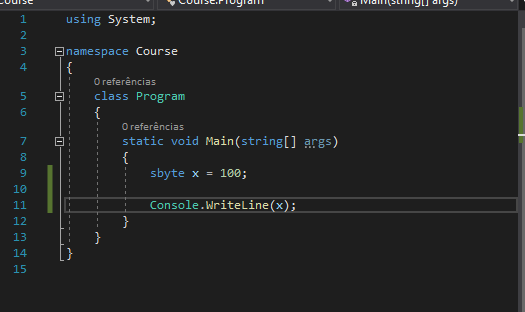 Course Course.Program Main(string[] args)
1 using System;
2
3 namespace Course
4 {
0 referências
5 class Program
6 {
0 referências
7 static void Main(string[] args)
8 {
9 sbyte x = 100;
10
11 Console.WriteLine(x);
12 }
13 }
14 }
15